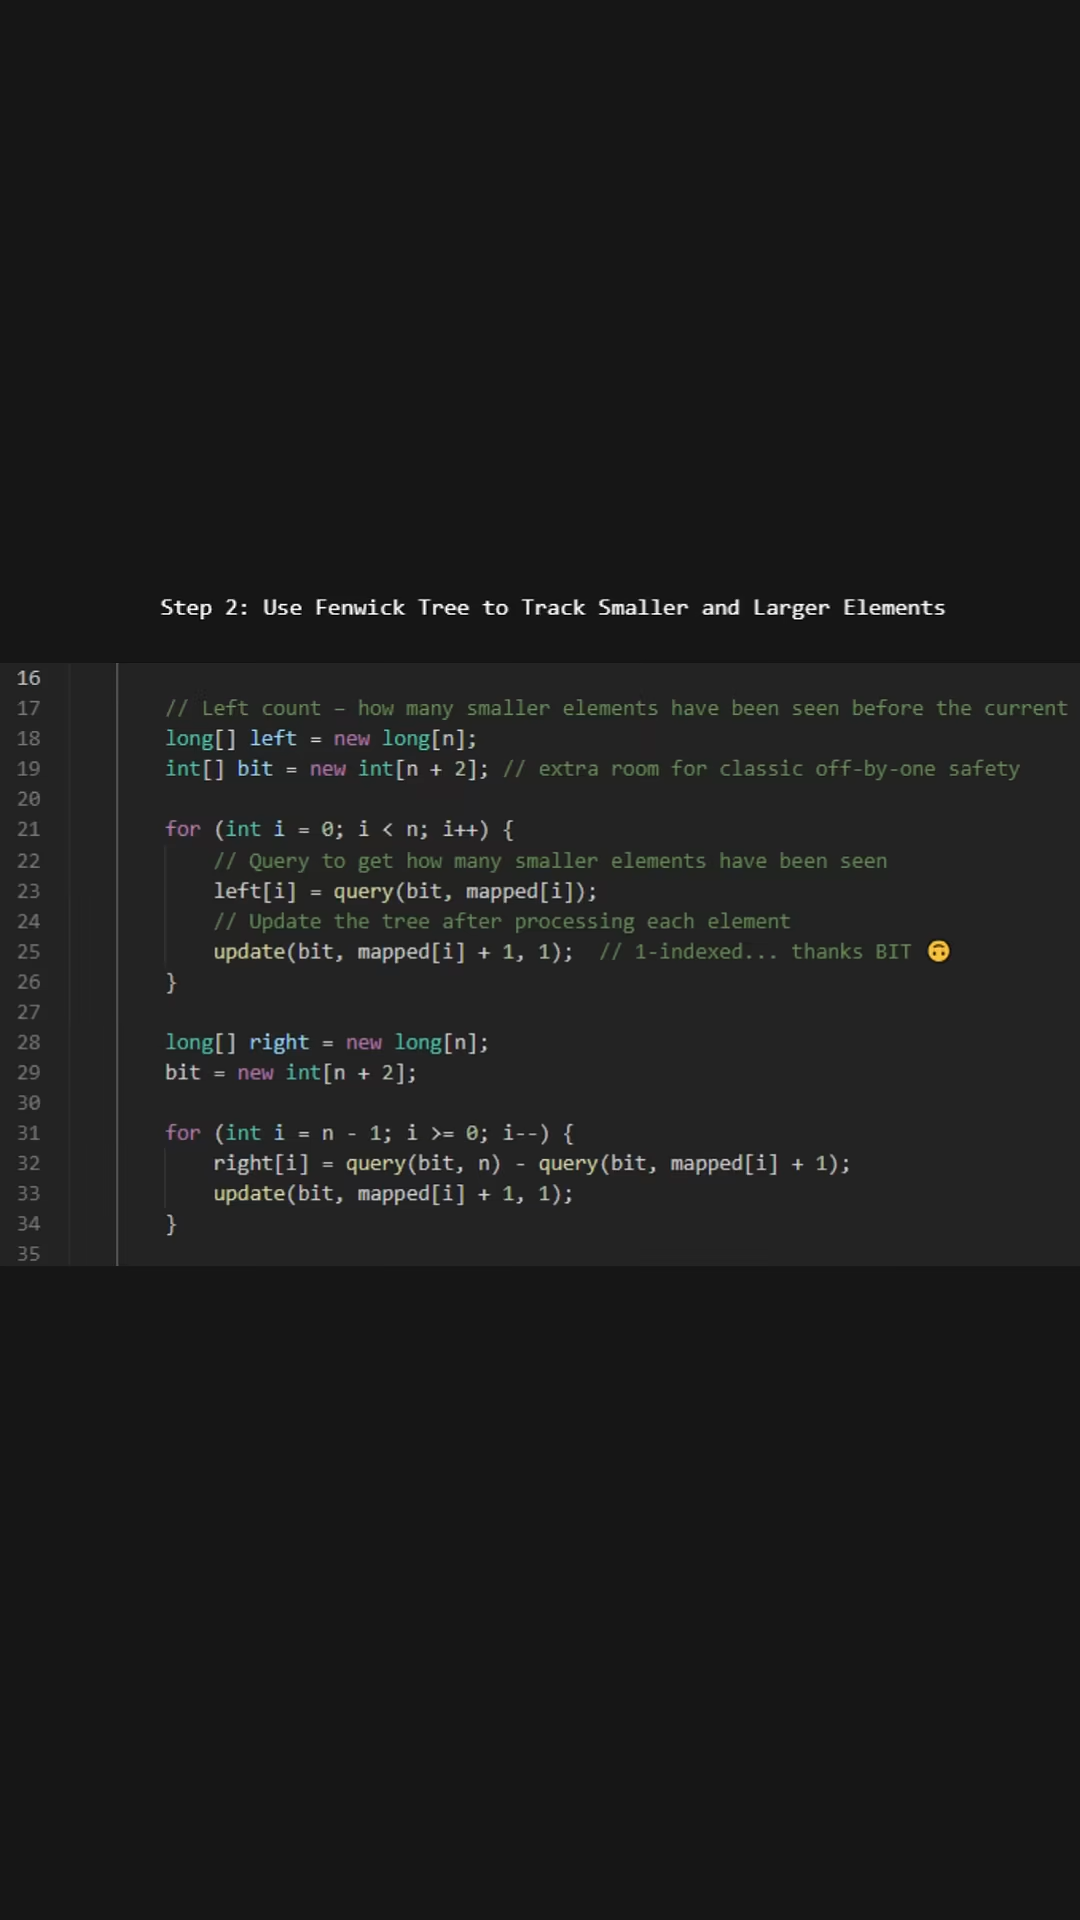 Step 2: Use Fenwick Tree to Track Smaller and Larger Elements
16
17 // Left count – how many smaller elements have been seen before the current
18 long[] left = new long[n];
19 int[] bit = new int[n + 2]; // extra room for classic off-by-one safety
20
21 for (int i = 0; i < n; i++) {
22 // Query to get how many smaller elements have been seen
23 left[i] = query(bit, mapped[i]);
24 // Update the tree after processing each element
25 update(bit, mapped[i] + 1, 1); // 1-indexed... thanks BIT 🙃
26 }
27
28 long[] right = new long[n];
29 bit = new int[n + 2];
30
31 for (int i = n - 1; i >= 0; i--) {
32 right[i] = query(bit, n) - query(bit, mapped[i] + 1);
33 update(bit, mapped[i] + 1, 1);
34 }
35